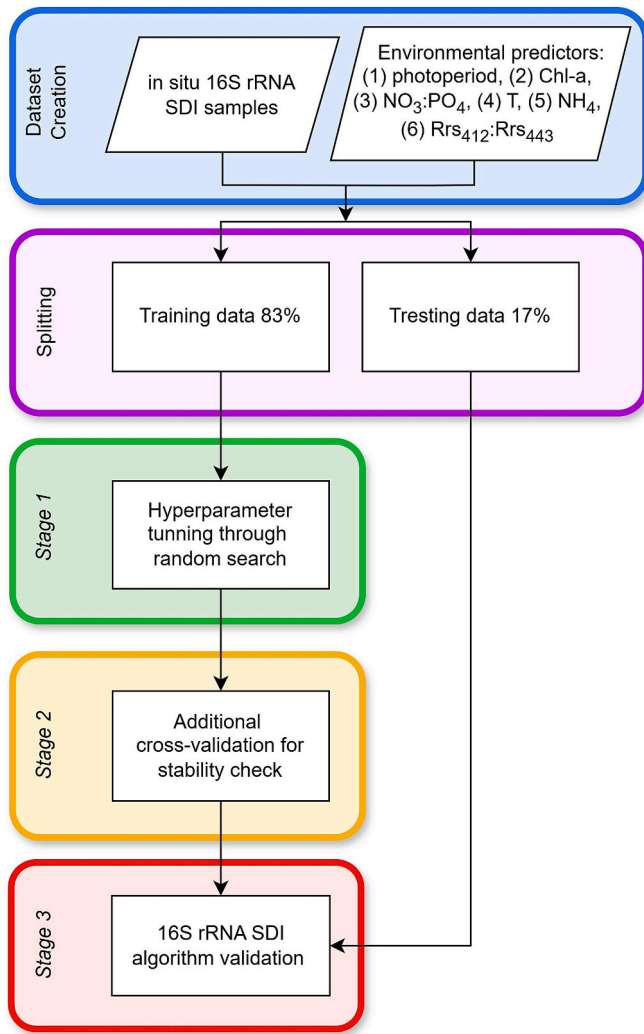 Dataset
Creation
in situ 16S rRNA
SDI samples
Environmental predictors:
(1) photoperiod, (2) Chl-a,
(3) NO₃:PO₄, (4) T, (5) NH₄,
(6) Rrs₄₁₂:Rrs₄₄₃
Splitting
Training data 83%
Tresting data 17%
Stage 1
Hyperparameter
tunning through
random search
Stage 2
Additional
cross-validation for
stability check
Stage 3
16S rRNA SDI
algorithm validation